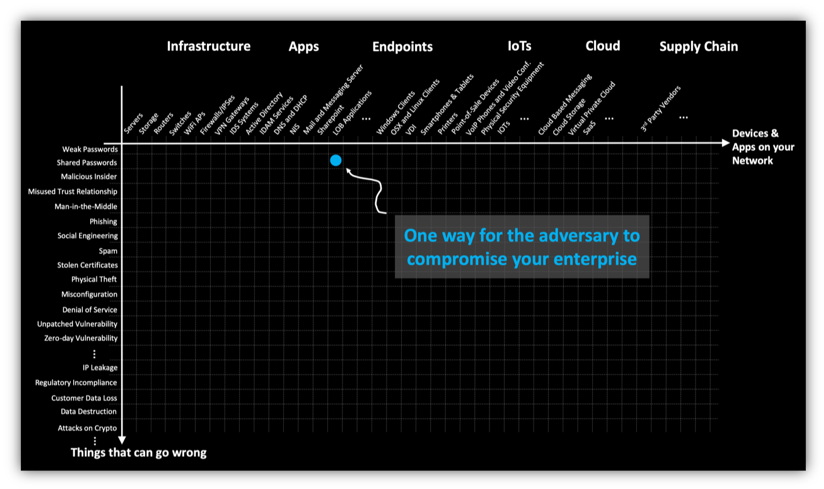 Infrastructure Apps Endpoints IoTs Cloud Supply Chain
Servers
Storage
Routers
Switches
WiFi APs
Firewalls/IPSes
VPN Gateways
IDS Systems
Active Directory
IDAM Services
DNS and DHCP
NIS
Mail and Messaging Server
Sharepoint
LOB Applications
...
Windows Clients
OSX and Linux Clients
VDI
Smartphones & Tablets
Printers
Point-of-Sale Devices
VoIP Phones and Video Conf.
Physical Security Equipment
IOTs
...
Cloud Based Messaging
Cloud Storage
Virtual Private Cloud
SaaS
...
3rd Party Vendors
...
Devices &
Apps on your
Network
Weak Passwords
Shared Passwords
Malicious Insider
Misused Trust Relationship
Man-in-the-Middle
Phishing
Social Engineering
Spam
Stolen Certificates
Physical Theft
Misconfiguration
Denial of Service
Unpatched Vulnerability
Zero-day Vulnerability
...
IP Leakage
Regulatory Incompliance
Customer Data Loss
Data Destruction
Attacks on Crypto
...
Things that can go wrong
One way for the adversary to
compromise your enterprise